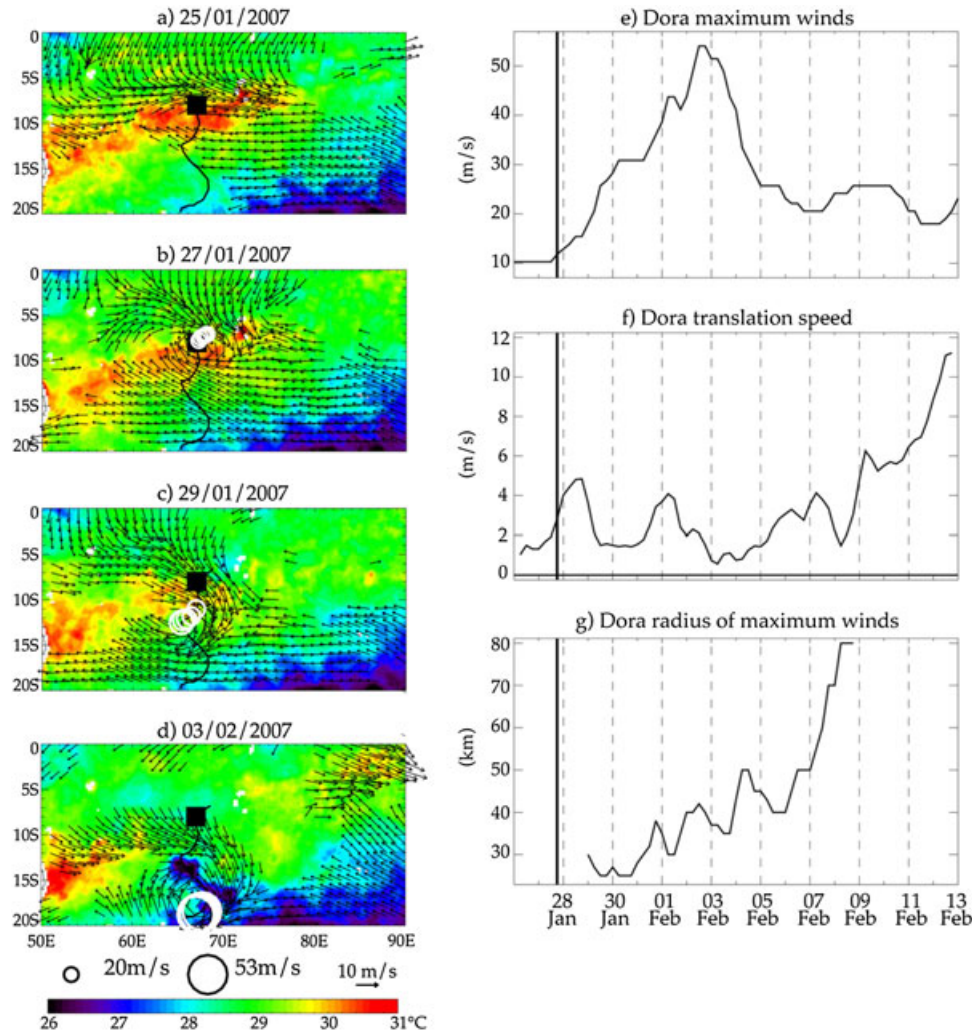 a) 25/01/2007
0
5S
10S
15S
20S
b) 27/01/2007
0
5S
10S
15S
20S
c) 29/01/2007
0
5S
10S
15S
20S
d) 03/02/2007
0
5S
10S
15S
20S
50E 60E 70E 80E 90E
20m/s 53m/s 10 m/s
26 27 28 29 30 31°C
e) Dora maximum winds
(m/s)
50
40
30
20
10
f) Dora translation speed
(m/s)
12
10
8
6
4
2
0
g) Dora radius of maximum winds
(km)
80
70
60
50
40
30
28 30 01 03 05 07 09 11 13
Jan Jan Feb Feb Feb Feb Feb Feb Feb